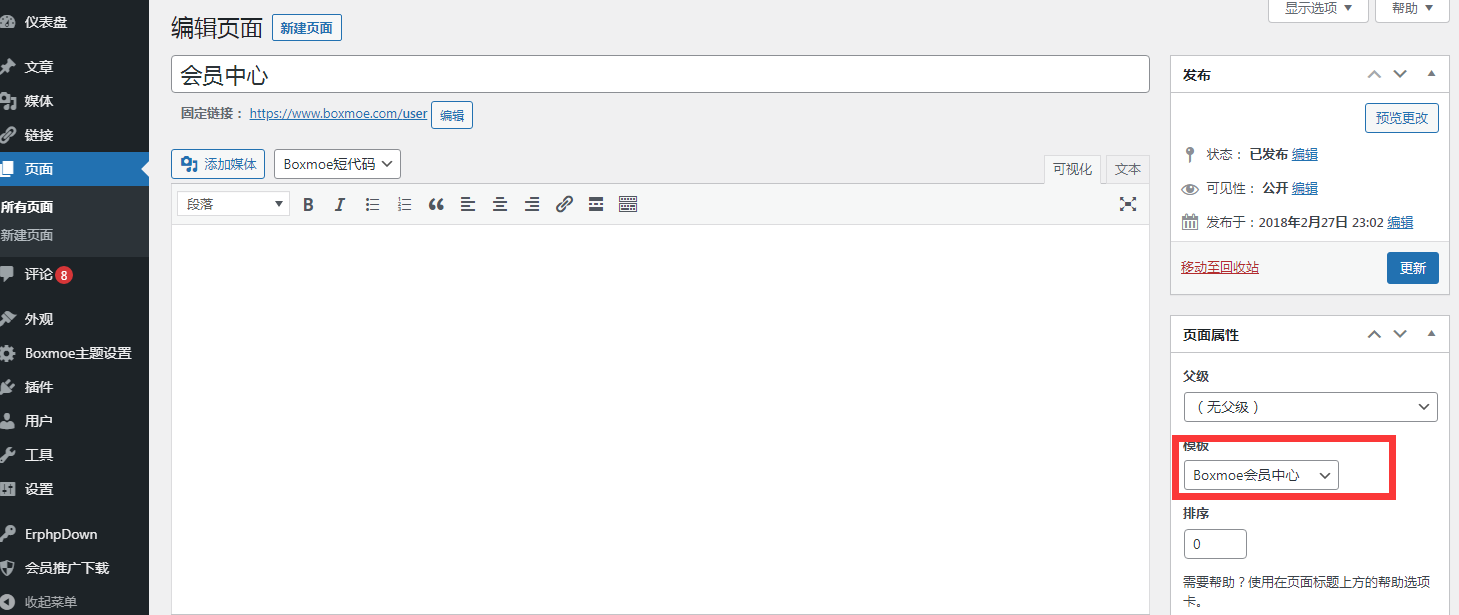 显示选项
帮助
仪表盘
文章
媒体
链接
页面
所有页面
新建页面
评论 8
外观
Boxmoe主题设置
插件
用户
工具
设置
ErphpDown
会员推广下载
收起菜单
编辑页面 新建页面
会员中心
固定链接： https://www.boxmoe.com/user 编辑
添加媒体 Boxmoe短代码
可视化 文本
段落 B I
发布
预览更改
状态： 已发布 编辑
可见性： 公开 编辑
发布于：2018年2月27日 23:02 编辑
移动至回收站 更新
页面属性
父级
（无父级）
模板
Boxmoe会员中心
排序
0
需要帮助？使用在页面标题上方的帮助选项
卡。